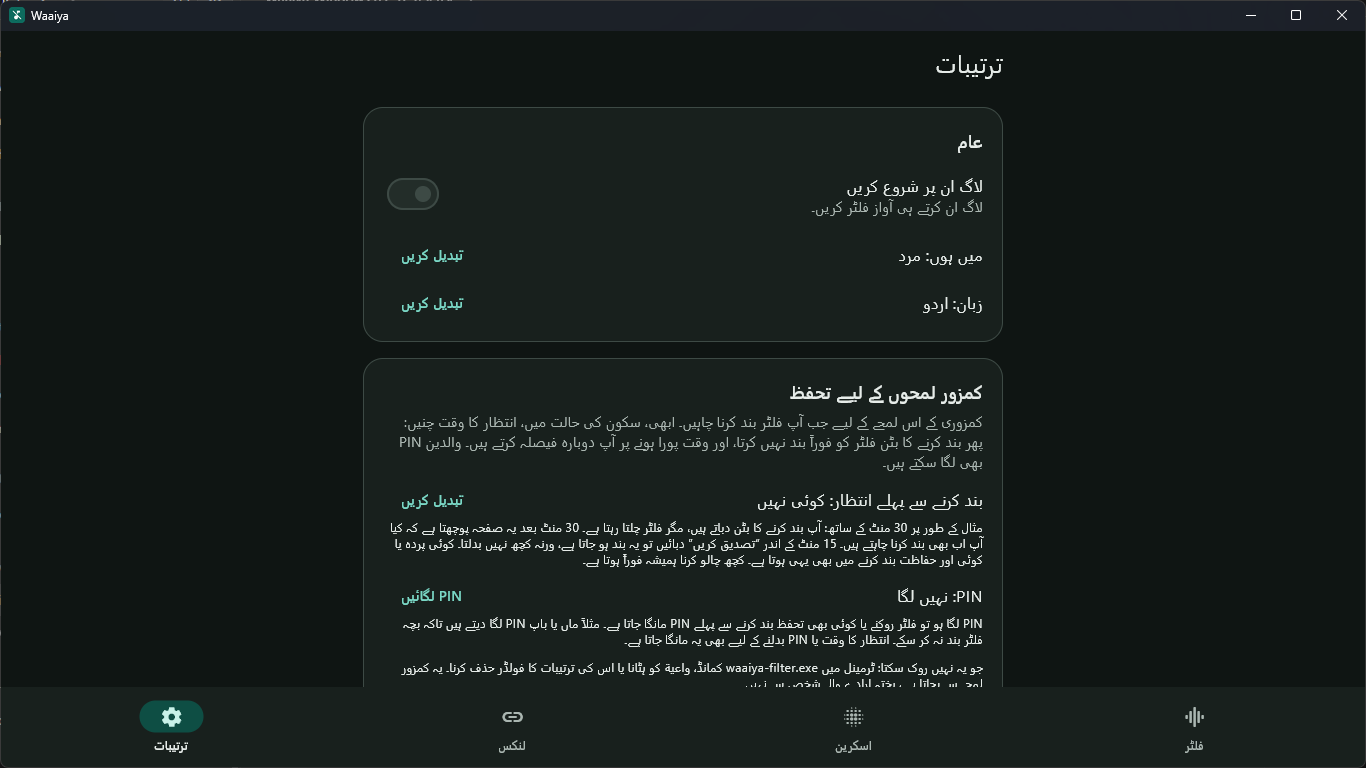 Waaiya
ترتیبات
عام
لاگ ان پر شروع کریں
لاگ ان کرتے ہی آواز فلٹر کریں۔
میں ہوں: مرد
تبدیل کریں
زبان: اردو
تبدیل کریں
کمزور لمحوں کے لیے تحفظ
کمزوری کے اس لمحے کے لیے جب آپ فلٹر بند کرنا چاہیں۔ ابھی، سکون کی حالت میں، انتظار کا وقت چنیں:
پھر بند کرنے کا بٹن فلٹر کو فوراً بند نہیں کرتا، اور وقت پورا ہونے پر آپ دوبارہ فیصلہ کرتے ہیں۔ والدین PIN
بھی لگا سکتے ہیں۔
بند کرنے سے پہلے انتظار: کوئی نہیں
تبدیل کریں
مثال کے طور پر 30 منٹ کے ساتھ: آپ بند کرنے کا بٹن دباتے ہیں، مگر فلٹر چلتا رہتا ہے۔ 30 منٹ بعد یہ صفحہ پوچھتا ہے کہ کیا
آپ اب بھی بند کرنا چاہتے ہیں۔ 15 منٹ کے اندر "تصدیق کریں" دبائیں تو یہ بند ہو جاتا ہے، ورنہ کچھ نہیں بدلتا۔ کوئی پردہ یا
کوئی اور حفاظت بند کرنے میں بھی یہی ہوتا ہے۔ کچھ چالو کرنا ہمیشہ فوراً ہوتا ہے۔
PIN: نہیں لگا
PIN لگائیں
PIN لگا ہو تو فلٹر روکنے یا کوئی بھی تحفظ بند کرنے سے پہلے PIN مانگا جاتا ہے۔ مثلاً ماں یا باپ PIN لگا دیتے ہیں تاکہ بچہ
فلٹر بند نہ کر سکے۔ انتظار کا وقت یا PIN بدلنے کے لیے بھی یہ مانگا جاتا ہے۔
جو یہ نہیں روک سکتا: ٹرمینل میں waaiya-filter.exe کمانڈ، واعیة کو ہٹانا یا اس کی ترتیبات کا فولڈر حذف کرنا۔ یہ کمزور
فلٹر
اسکرین
لنکس
ترتیبات